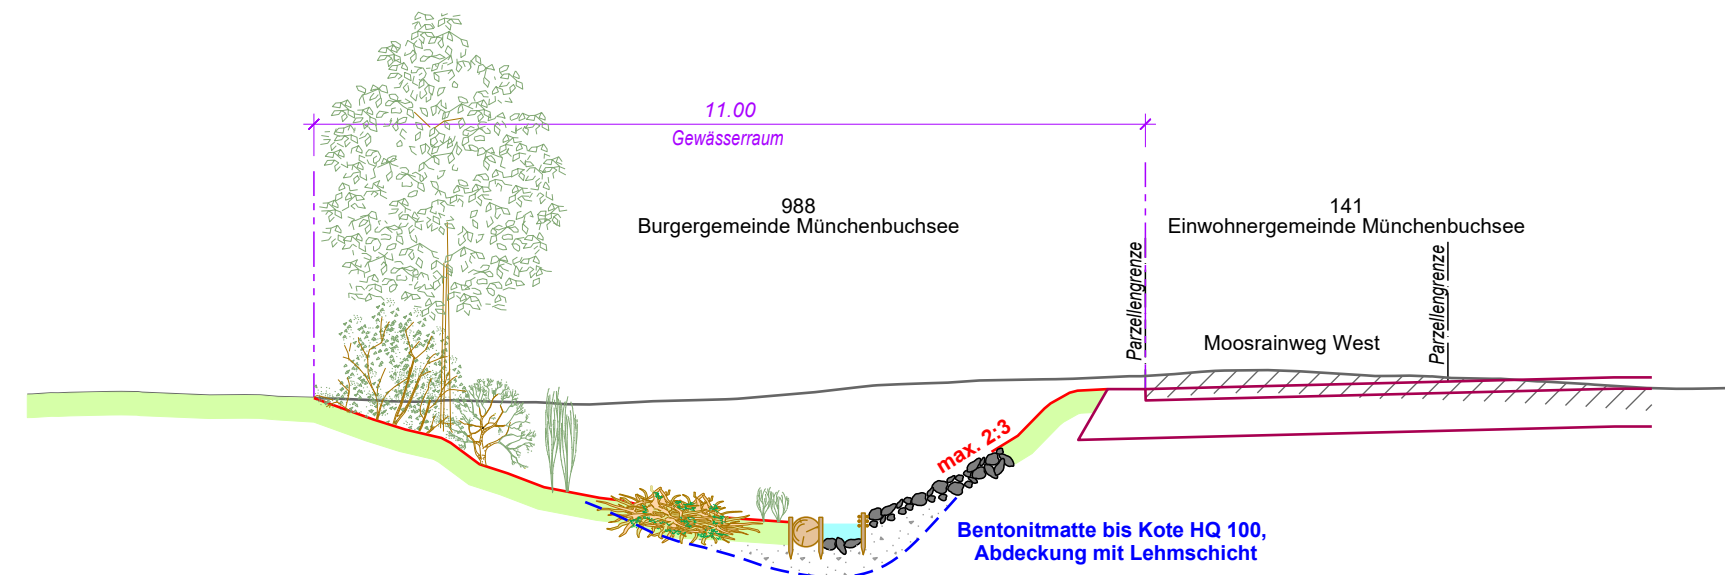 11.00
Gewässerraum
988
Burgergemeinde Münchenbuchsee
141
Einwohnergemeinde Münchenbuchsee
Parzellengrenze
Parzellengrenze
Moosrainweg West
max. 2:3
Bentonitmatte bis Kote HQ 100,
Abdeckung mit Lehmschicht